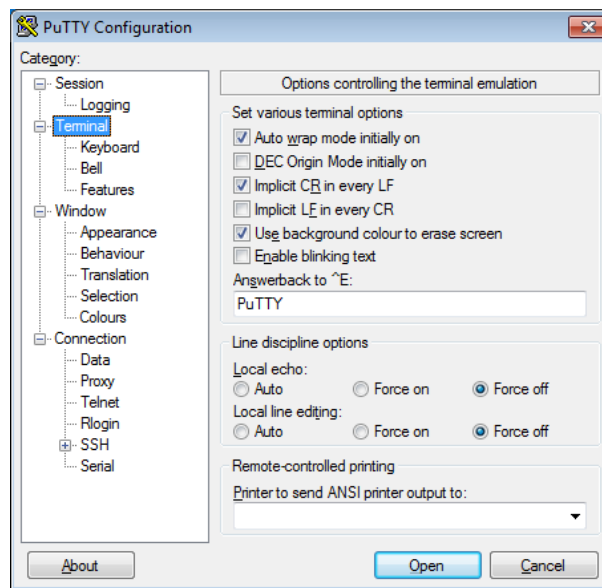 PuTTY Configuration
Category:
Session
Logging
Terminal
Keyboard
Bell
Features
Window
Appearance
Behaviour
Translation
Selection
Colours
Connection
Data
Proxy
Telnet
Rlogin
SSH
Serial
Options controlling the terminal emulation
Set various terminal options
Auto wrap mode initially on
DEC Origin Mode initially on
Implicit CR in every LF
Implicit LF in every CR
Use background colour to erase screen
Enable blinking text
Answerback to ^E:
PuTTY
Line discipline options
Local echo:
Auto Force on Force off
Local line editing:
Auto Force on Force off
Remote-controlled printing
Printer to send ANSI printer output to:
About Open Cancel